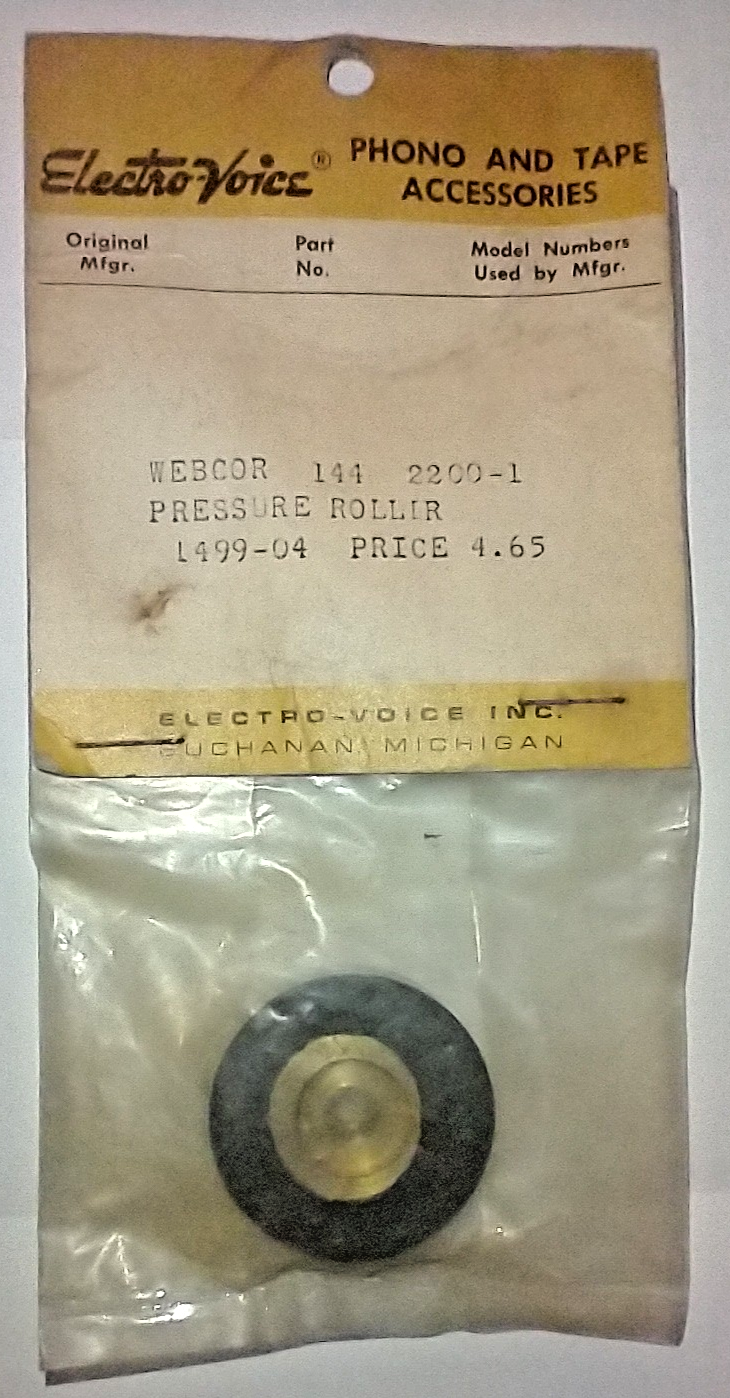 Electro-Voice® PHONO AND TAPE
ACCESSORIES
Original Mfgr.
Part No.
Model Numbers Used by Mfgr.
WEBCOR 144 2200-1
PRESSURE ROLLIR
1499-04 PRICE 4.65
ELECTRO-VOICE INC.
BUCHANAN, MICHIGAN